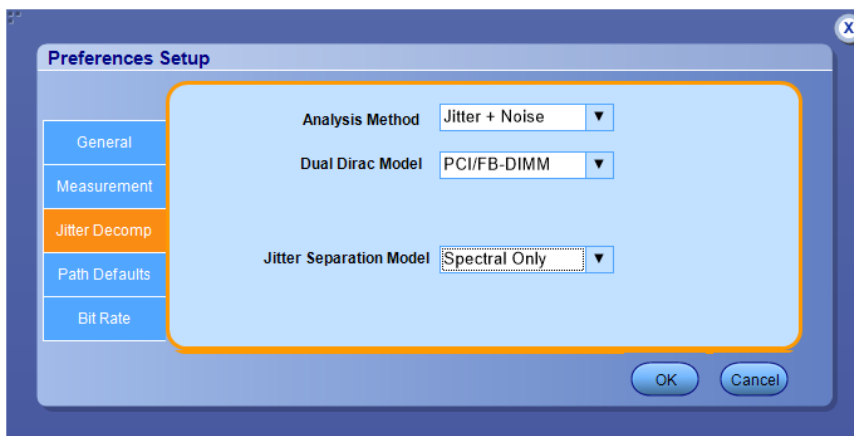 X
Preferences Setup
General
Measurement
Jitter Decomp
Path Defaults
Bit Rate
Analysis Method Jitter + Noise
Dual Dirac Model PCI/FB-DIMM
Jitter Separation Model Spectral Only
OK Cancel